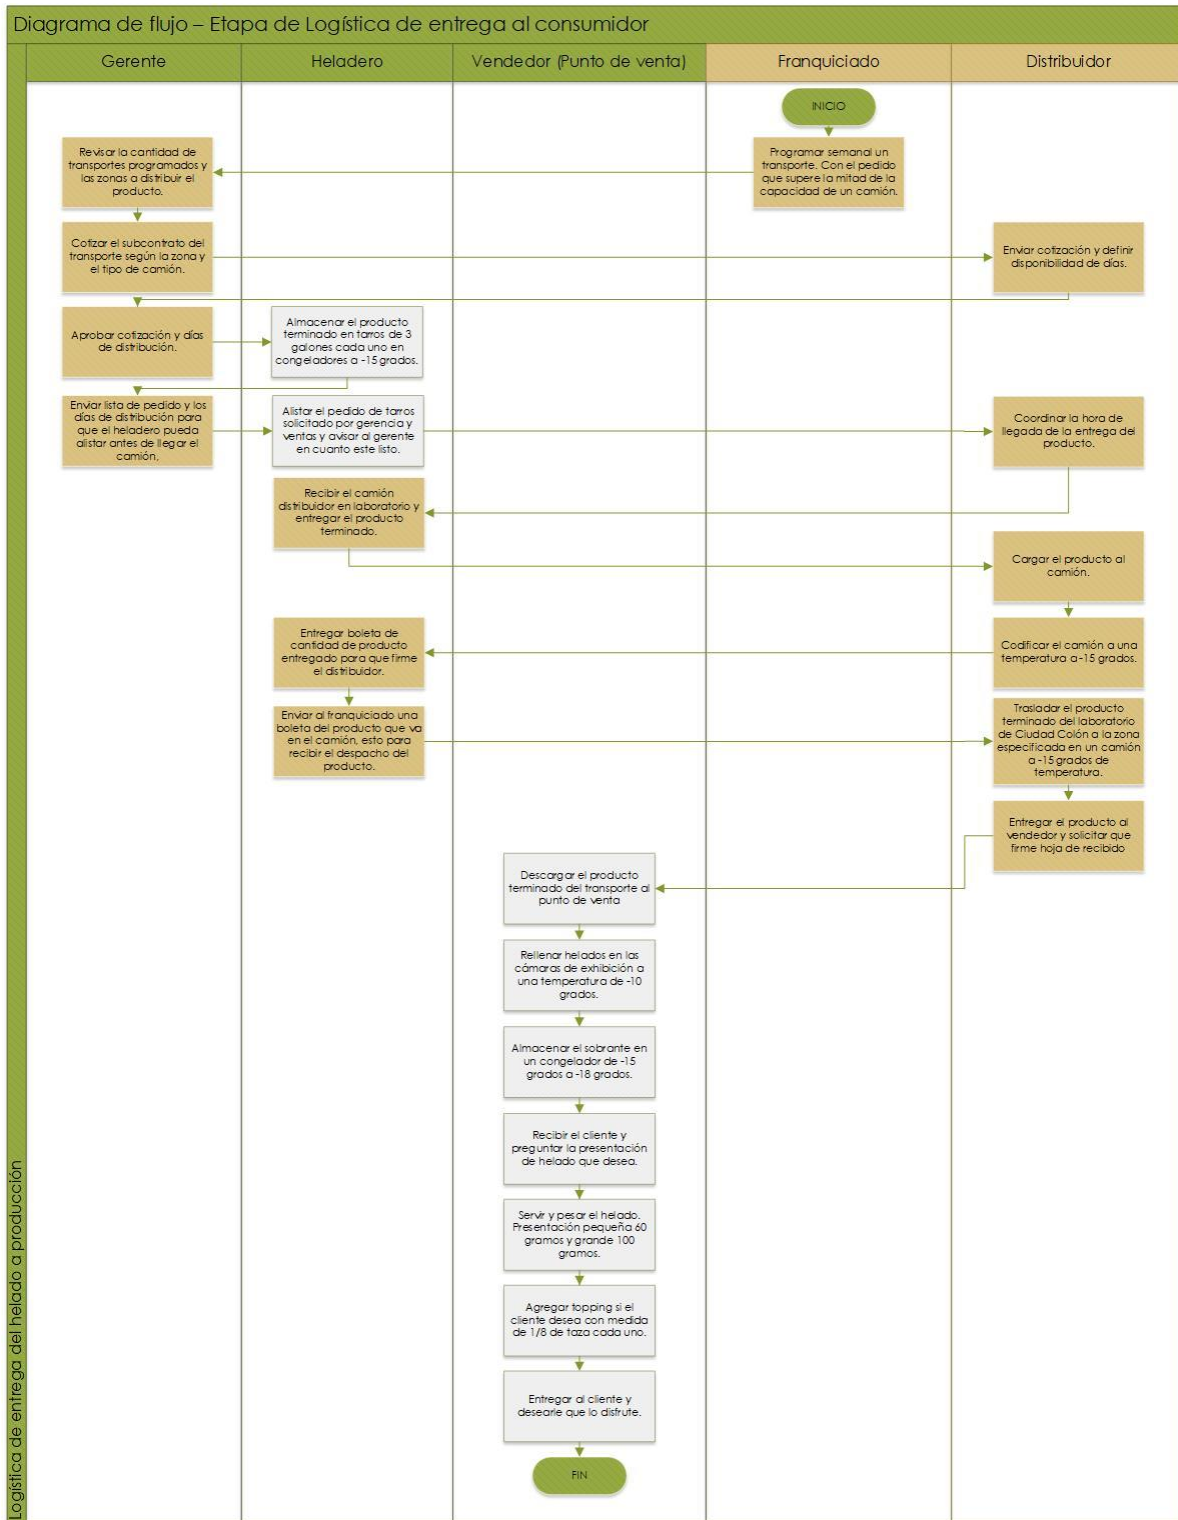 Diagrama de flujo – Etapa de Logística de entrega al consumidor
Gerente
Heladero
Vendedor (Punto de venta)
Franquiciado
Distribuidor
INICIO
Programar semanal un
transporte. Con el pedido
que supere la mitad de la
capacidad de un camión.
Revisar la cantidad de
transportes programados y
las zonas a distribuir el
producto.
Cotizar el subcontrato del
transporte según la zona y
el tipo de camión.
Enviar cotización y definir
disponibilidad de días.
Aprobar cotización y días
de distribución.
Almacenar el producto
terminado en tarros de 3
galones cada uno en
congeladores a -15 grados.
Enviar lista de pedido y los
días de distribución para
que el heladero pueda
alistar antes de llegar el
camión.
Alistar el pedido de tarros
solicitado por gerencia y
ventas y avisar al gerente
en cuanto este listo.
Coordinar la hora de
llegada de la entrega del
producto.
Recibir el camión
distribuidor en laboratorio y
entregar el producto
terminado.
Cargar el producto al
camión.
Codificar el camión a una
temperatura a -15 grados.
Entregar boleta de
cantidad de producto
entregado para que firme
el distribuidor.
Enviar al franquiciado una
boleta del producto que va
en el camión, esto para
recibir el despacho del
producto.
Trasladar el producto
terminado del laboratorio
de Ciudad Colón a la zona
especificada en un camión
a -15 grados de
temperatura.
Entregar el producto al
vendedor y solicitar que
firme hoja de recibido
Descargar el producto
terminado del transporte al
punto de venta
Rellenar helados en las
cámaras de exhibición a
una temperatura de -10
grados.
Almacenar el sobrante en
un congelador de -15
grados a -18 grados.
Recibir el cliente y
preguntar la presentación
de helado que desea.
Servir y pesar el helado.
Presentación pequeña 60
gramos y grande 100
gramos.
Agregar topping si el
cliente desea con medida
de 1/8 de taza cada uno.
Entregar al cliente y
desearle que lo disfrute.
FIN
Logística de entrega del helado a producción